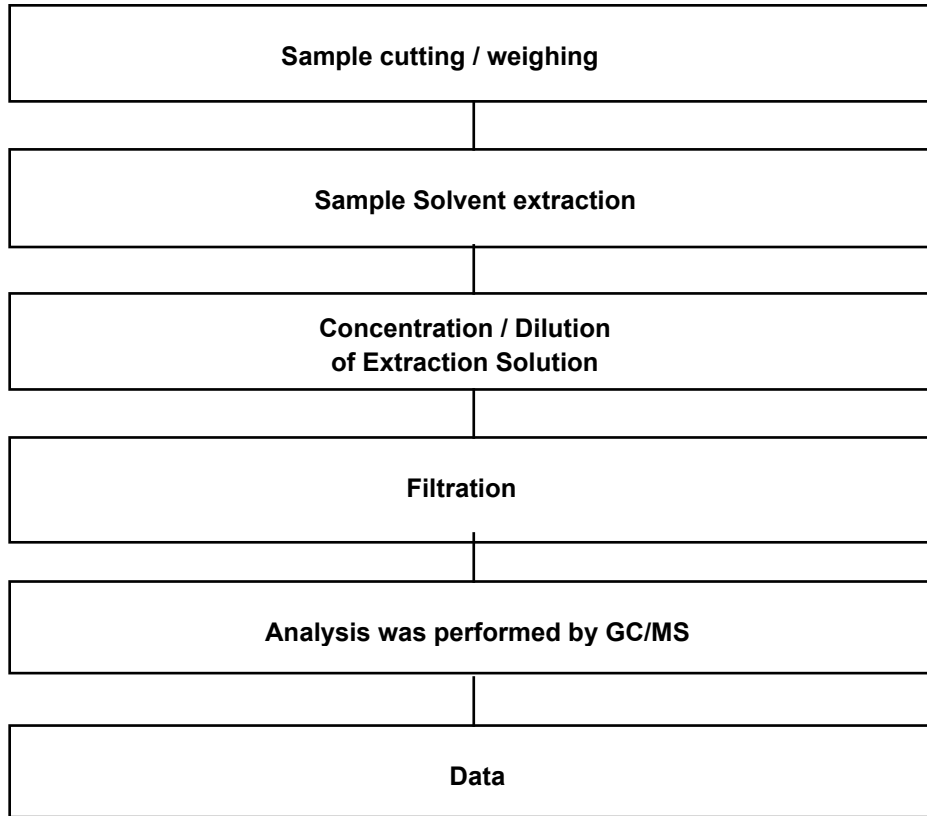 Sample cutting / weighing
Sample Solvent extraction
Concentration / Dilution
of Extraction Solution
Filtration
Analysis was performed by GC/MS
Data